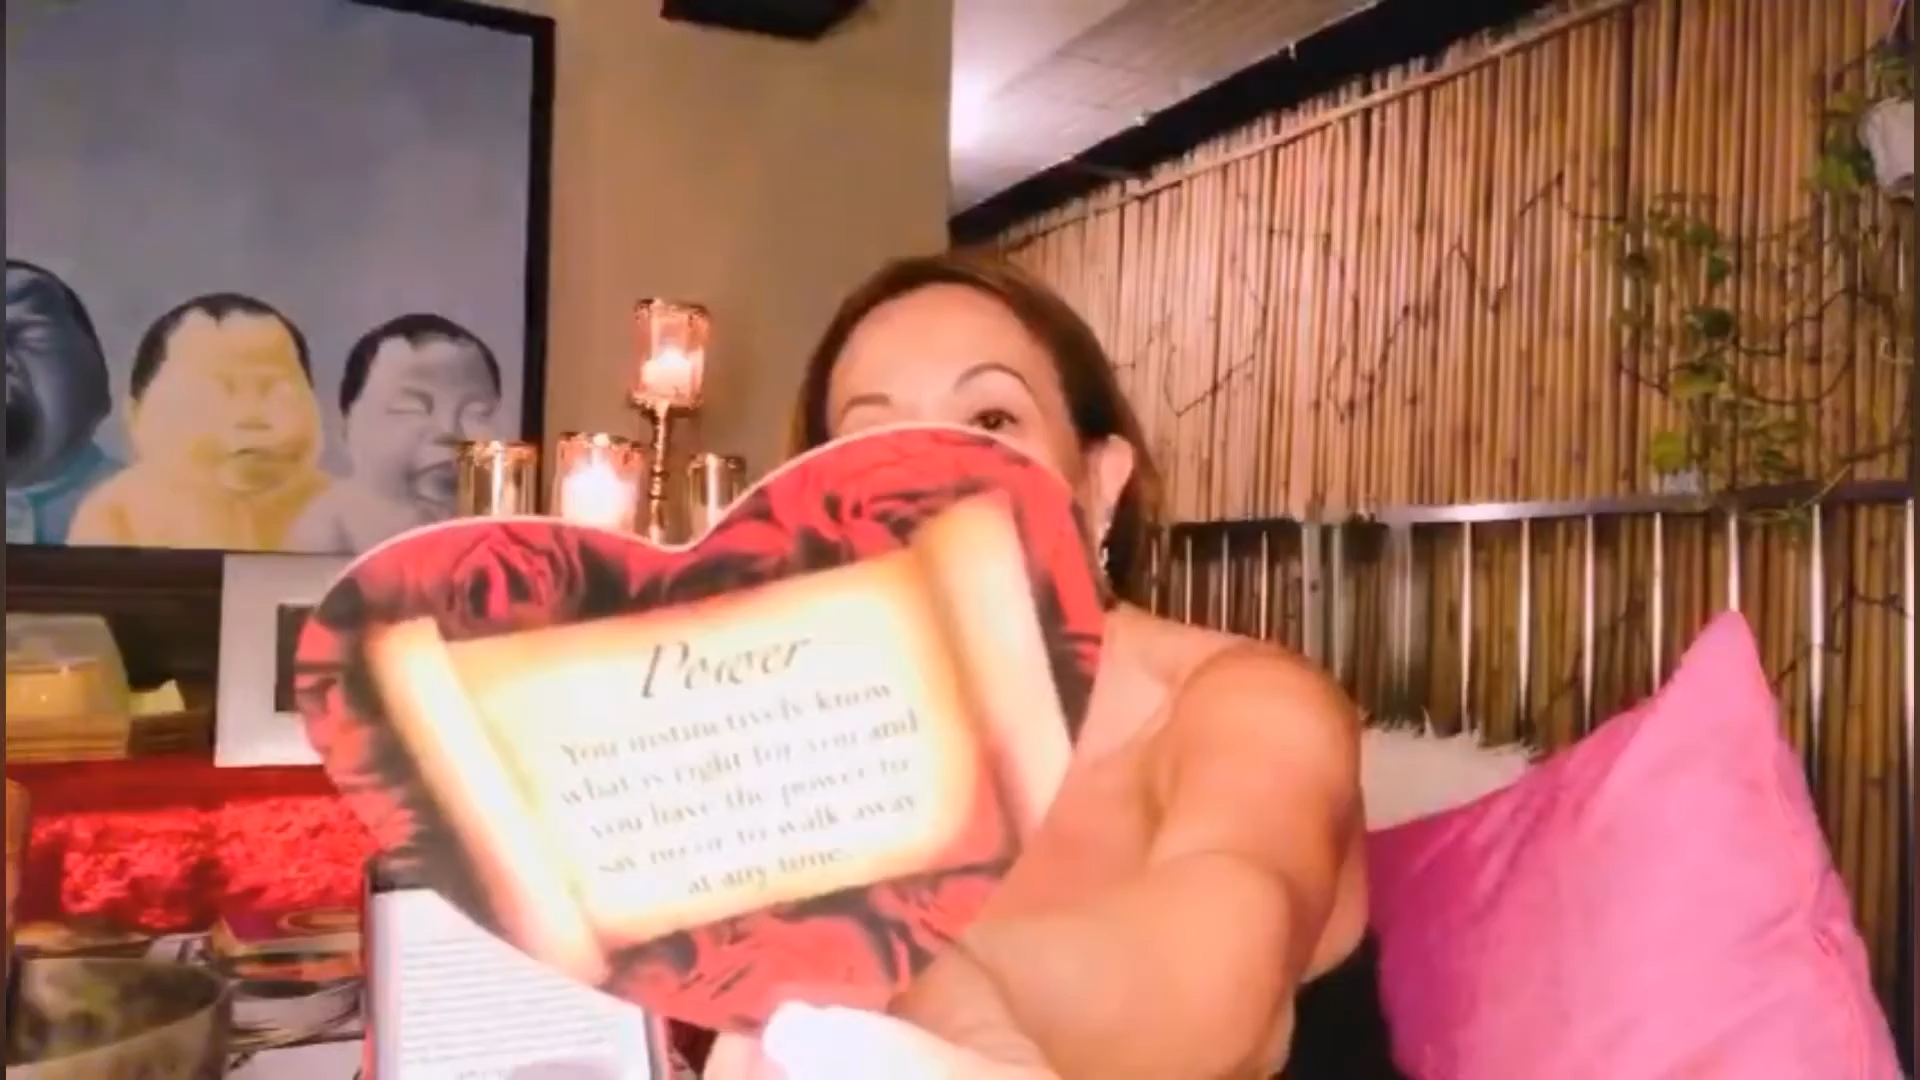 Power
You instinctively know
what is right for you and
you have the power to
say no or to walk away
at any time.